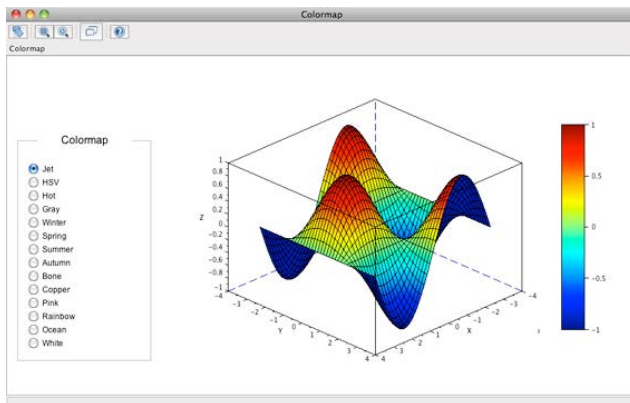 Colormap
Colormap
Colormap
Jet
HSV
Hot
Gray
Winter
Spring
Summer
Autumn
Bone
Copper
Pink
Rainbow
Ocean
White
Z
1
0.8
0.6
0.4
0.2
0
-0.2
-0.4
-0.6
-0.8
-1
-4
-3
-2
-1
0
1
2
3
4
Y
4
3
2
1
0
-1
-2
-3
-4
X
1
0.5
0
-0.5
-1